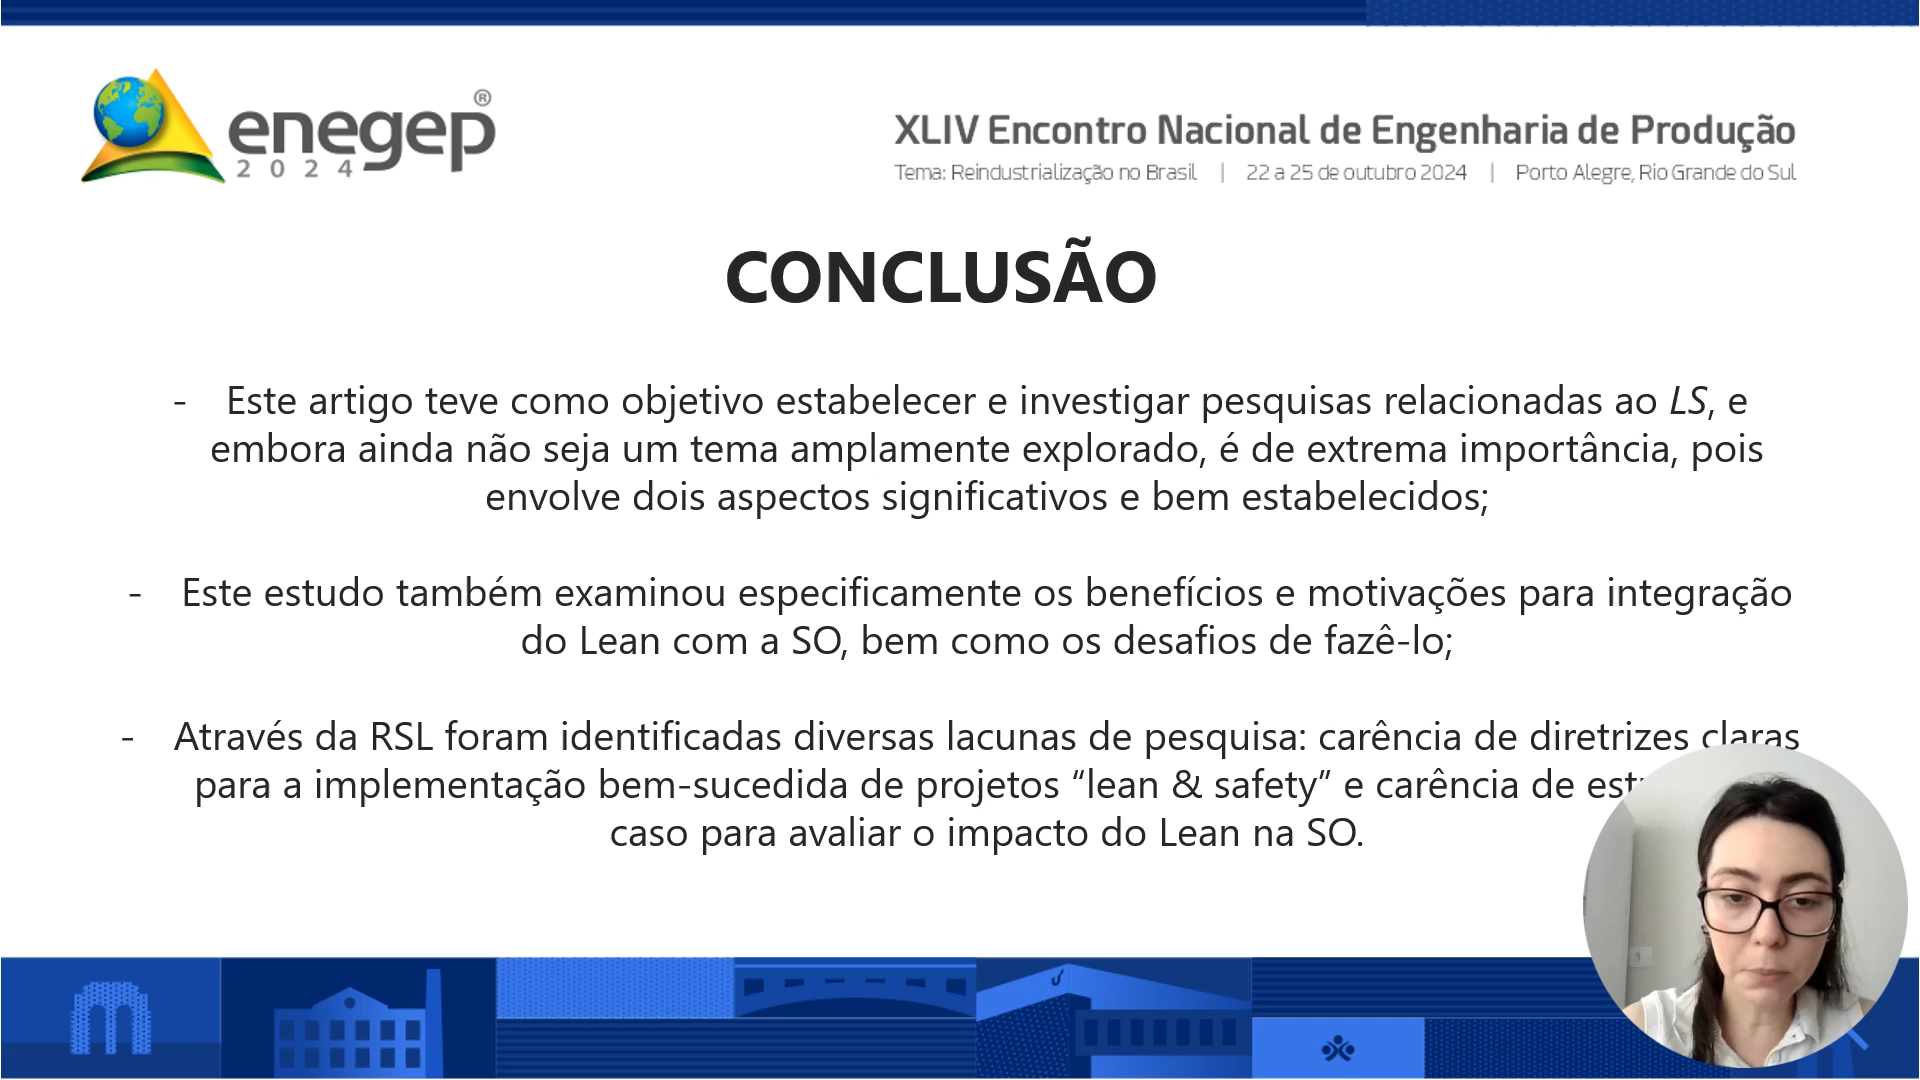 enegep®
2024
XLIV Encontro Nacional de Engenharia de Produção
Tema: Reindustrialização no Brasil | 22 a 25 de outubro 2024 | Porto Alegre, Rio Grande do Sul
CONCLUSÃO
- Este artigo teve como objetivo estabelecer e investigar pesquisas relacionadas ao LS, e
embora ainda não seja um tema amplamente explorado, é de extrema importância, pois
envolve dois aspectos significativos e bem estabelecidos;
- Este estudo também examinou especificamente os benefícios e motivações para integração
do Lean com a SO, bem como os desafios de fazê-lo;
- Através da RSL foram identificadas diversas lacunas de pesquisa: carência de diretrizes claras
para a implementação bem-sucedida de projetos “lean & safety” e carência de
caso para avaliar o impacto do Lean na SO.